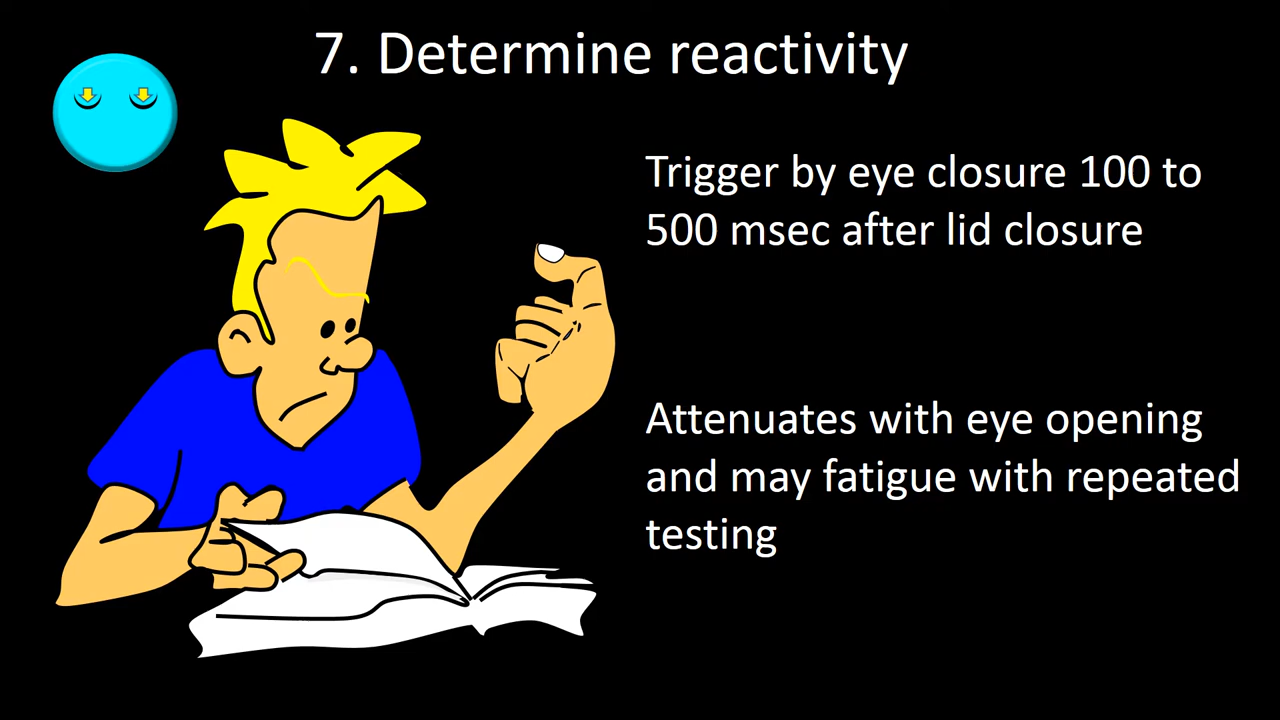 7. Determine reactivity
Trigger by eye closure 100 to
500 msec after lid closure
Attenuates with eye opening
and may fatigue with repeated
testing